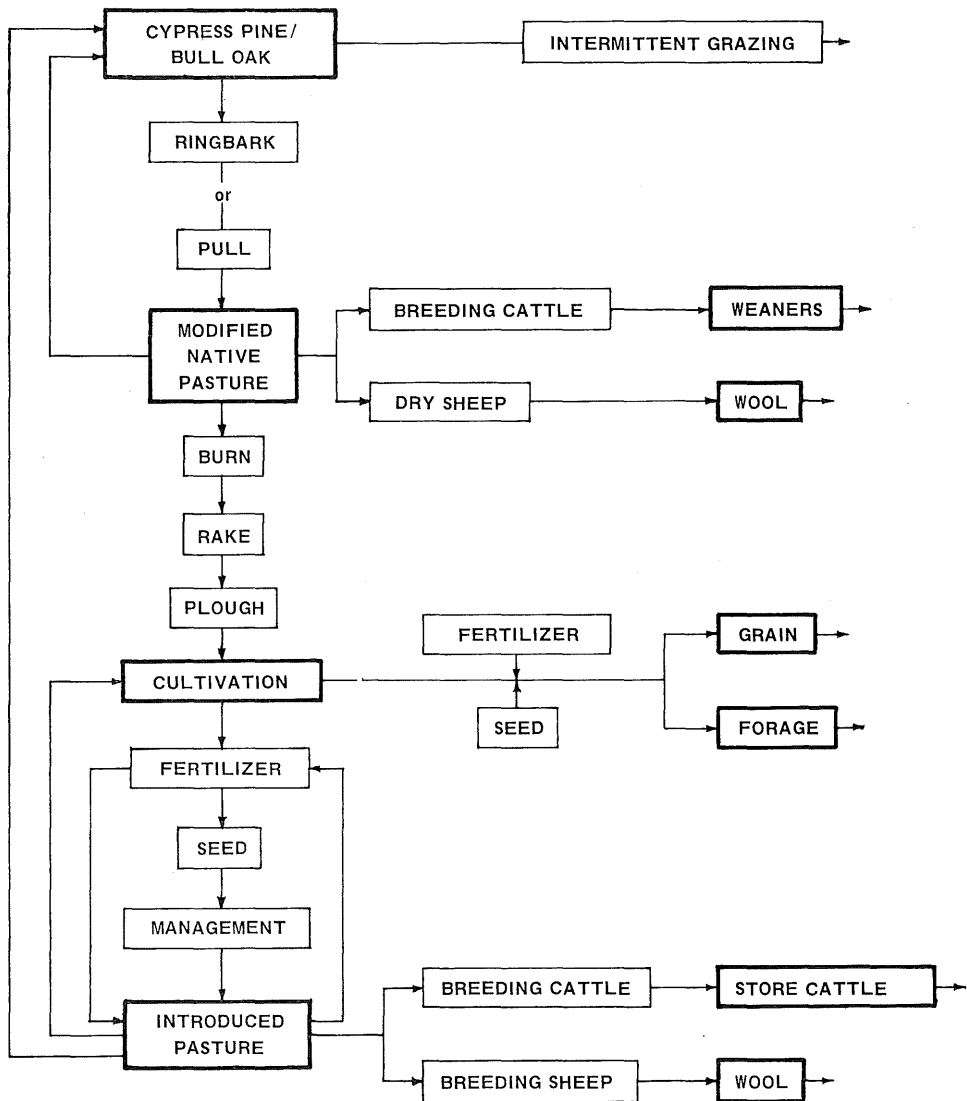 CYPRESS PINE/
BULL OAK
INTERMITTENT GRAZING
RINGBARK
or
PULL
MODIFIED
NATIVE
PASTURE
BREEDING CATTLE
WEANERS
DRY SHEEP
WOOL
BURN
RAKE
PLOUGH
FERTILIZER
GRAIN
CULTIVATION
SEED
FORAGE
FERTILIZER
SEED
MANAGEMENT
INTRODUCED
PASTURE
BREEDING CATTLE
STORE CATTLE
BREEDING SHEEP
WOOL